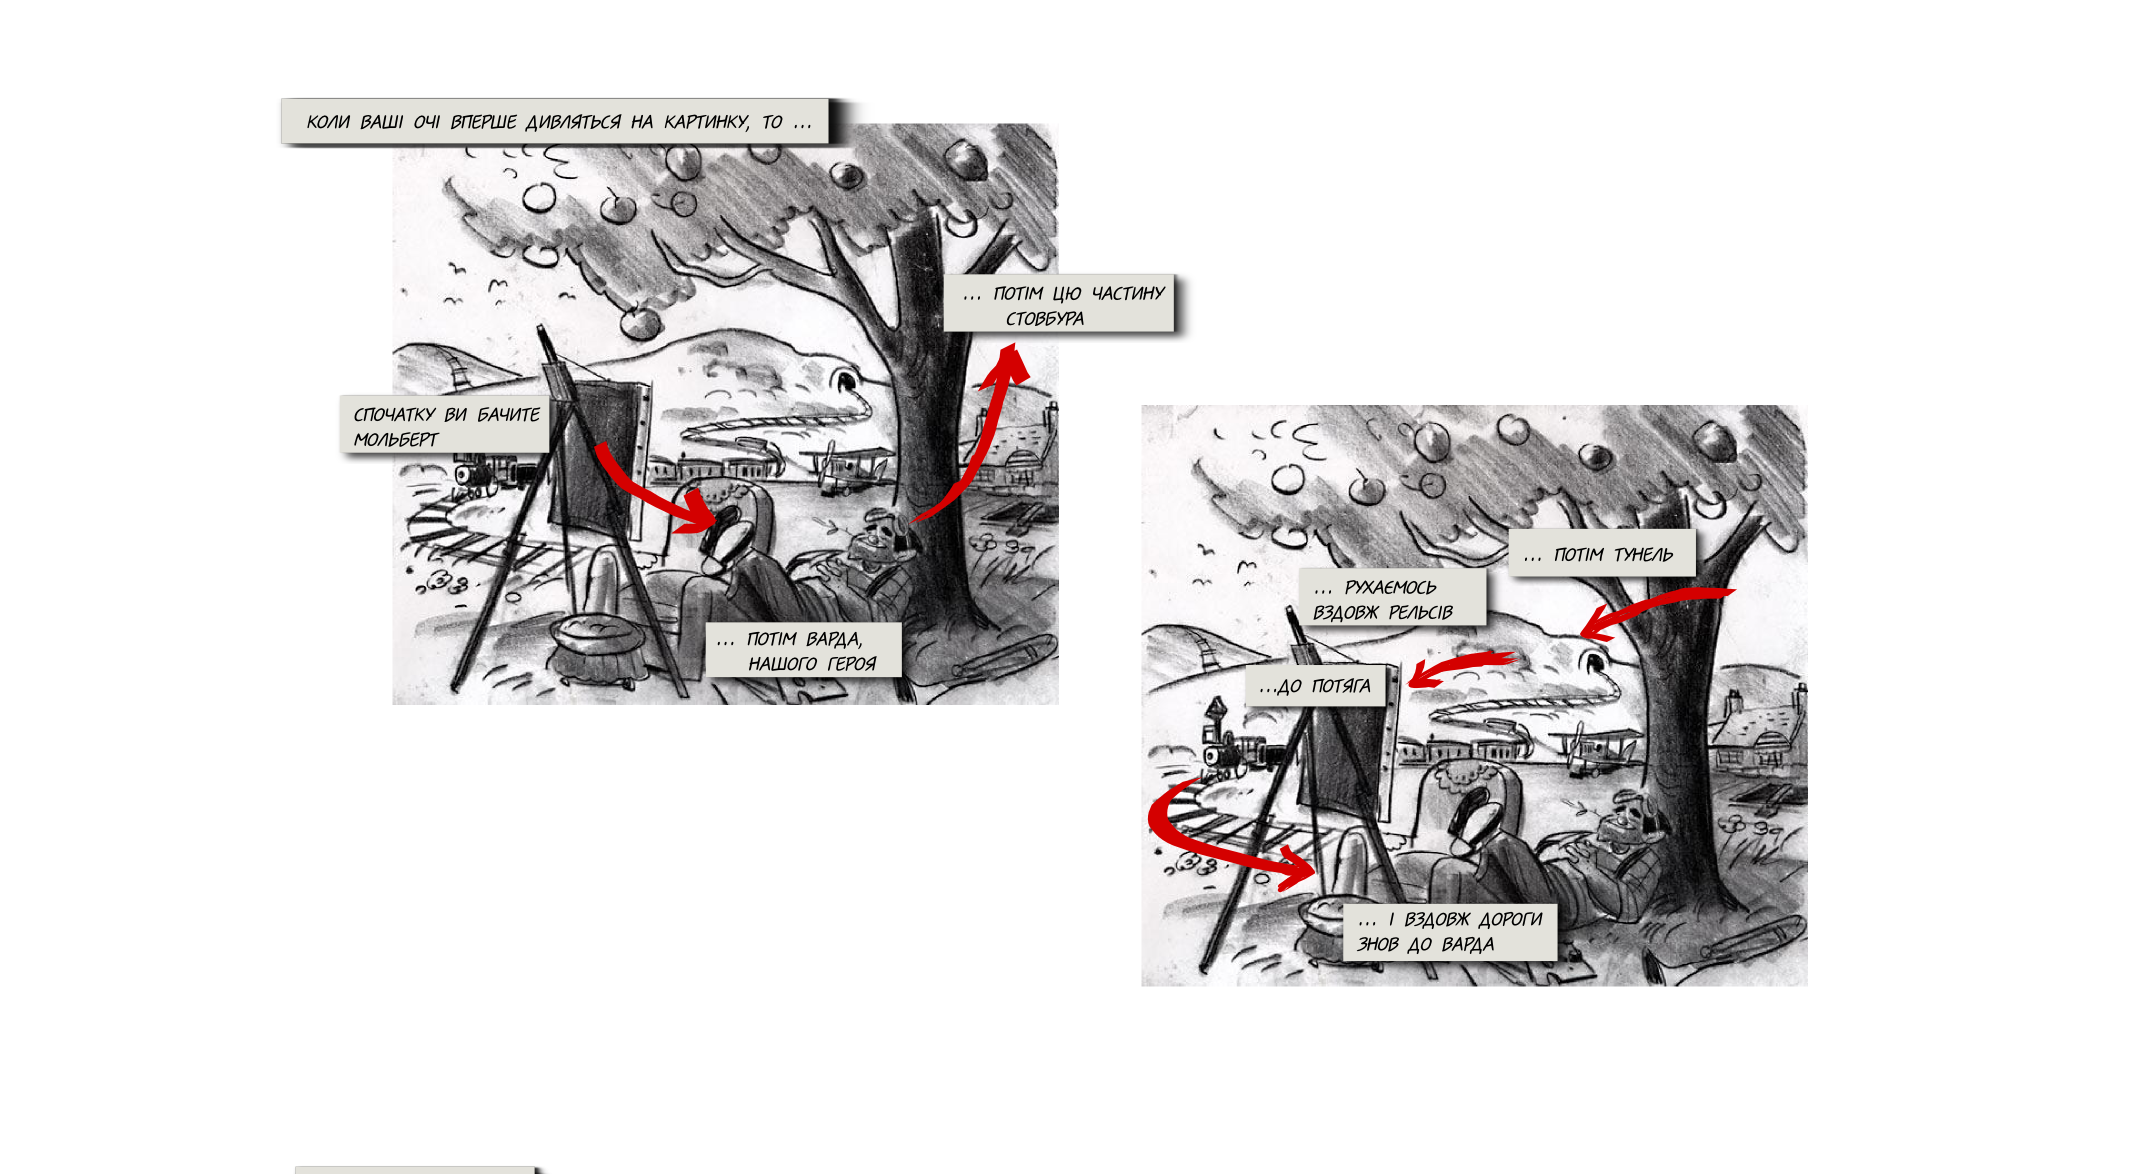 КОЛИ ВАШІ ОЧІ ВПЕРШЕ ДИВЛЯТЬСЯ НА КАРТИНКУ, ТО ...
СПОЧАТКУ ВИ БАЧИТЕ
МОЛЬБЕРТ
... ПОТІМ ВАРДА,
НАШОГО ГЕРОЯ
... ПОТІМ ЦЮ ЧАСТИНУ
СТОВБУРА
... ПОТІМ ТУНЕЛЬ
... РУХАЄМОСЬ
ВЗДОВЖ РЕЛЬСІВ
...ДО ПОТЯГА
... І ВЗДОВЖ ДОРОГИ
ЗНОВ ДО ВАРДА